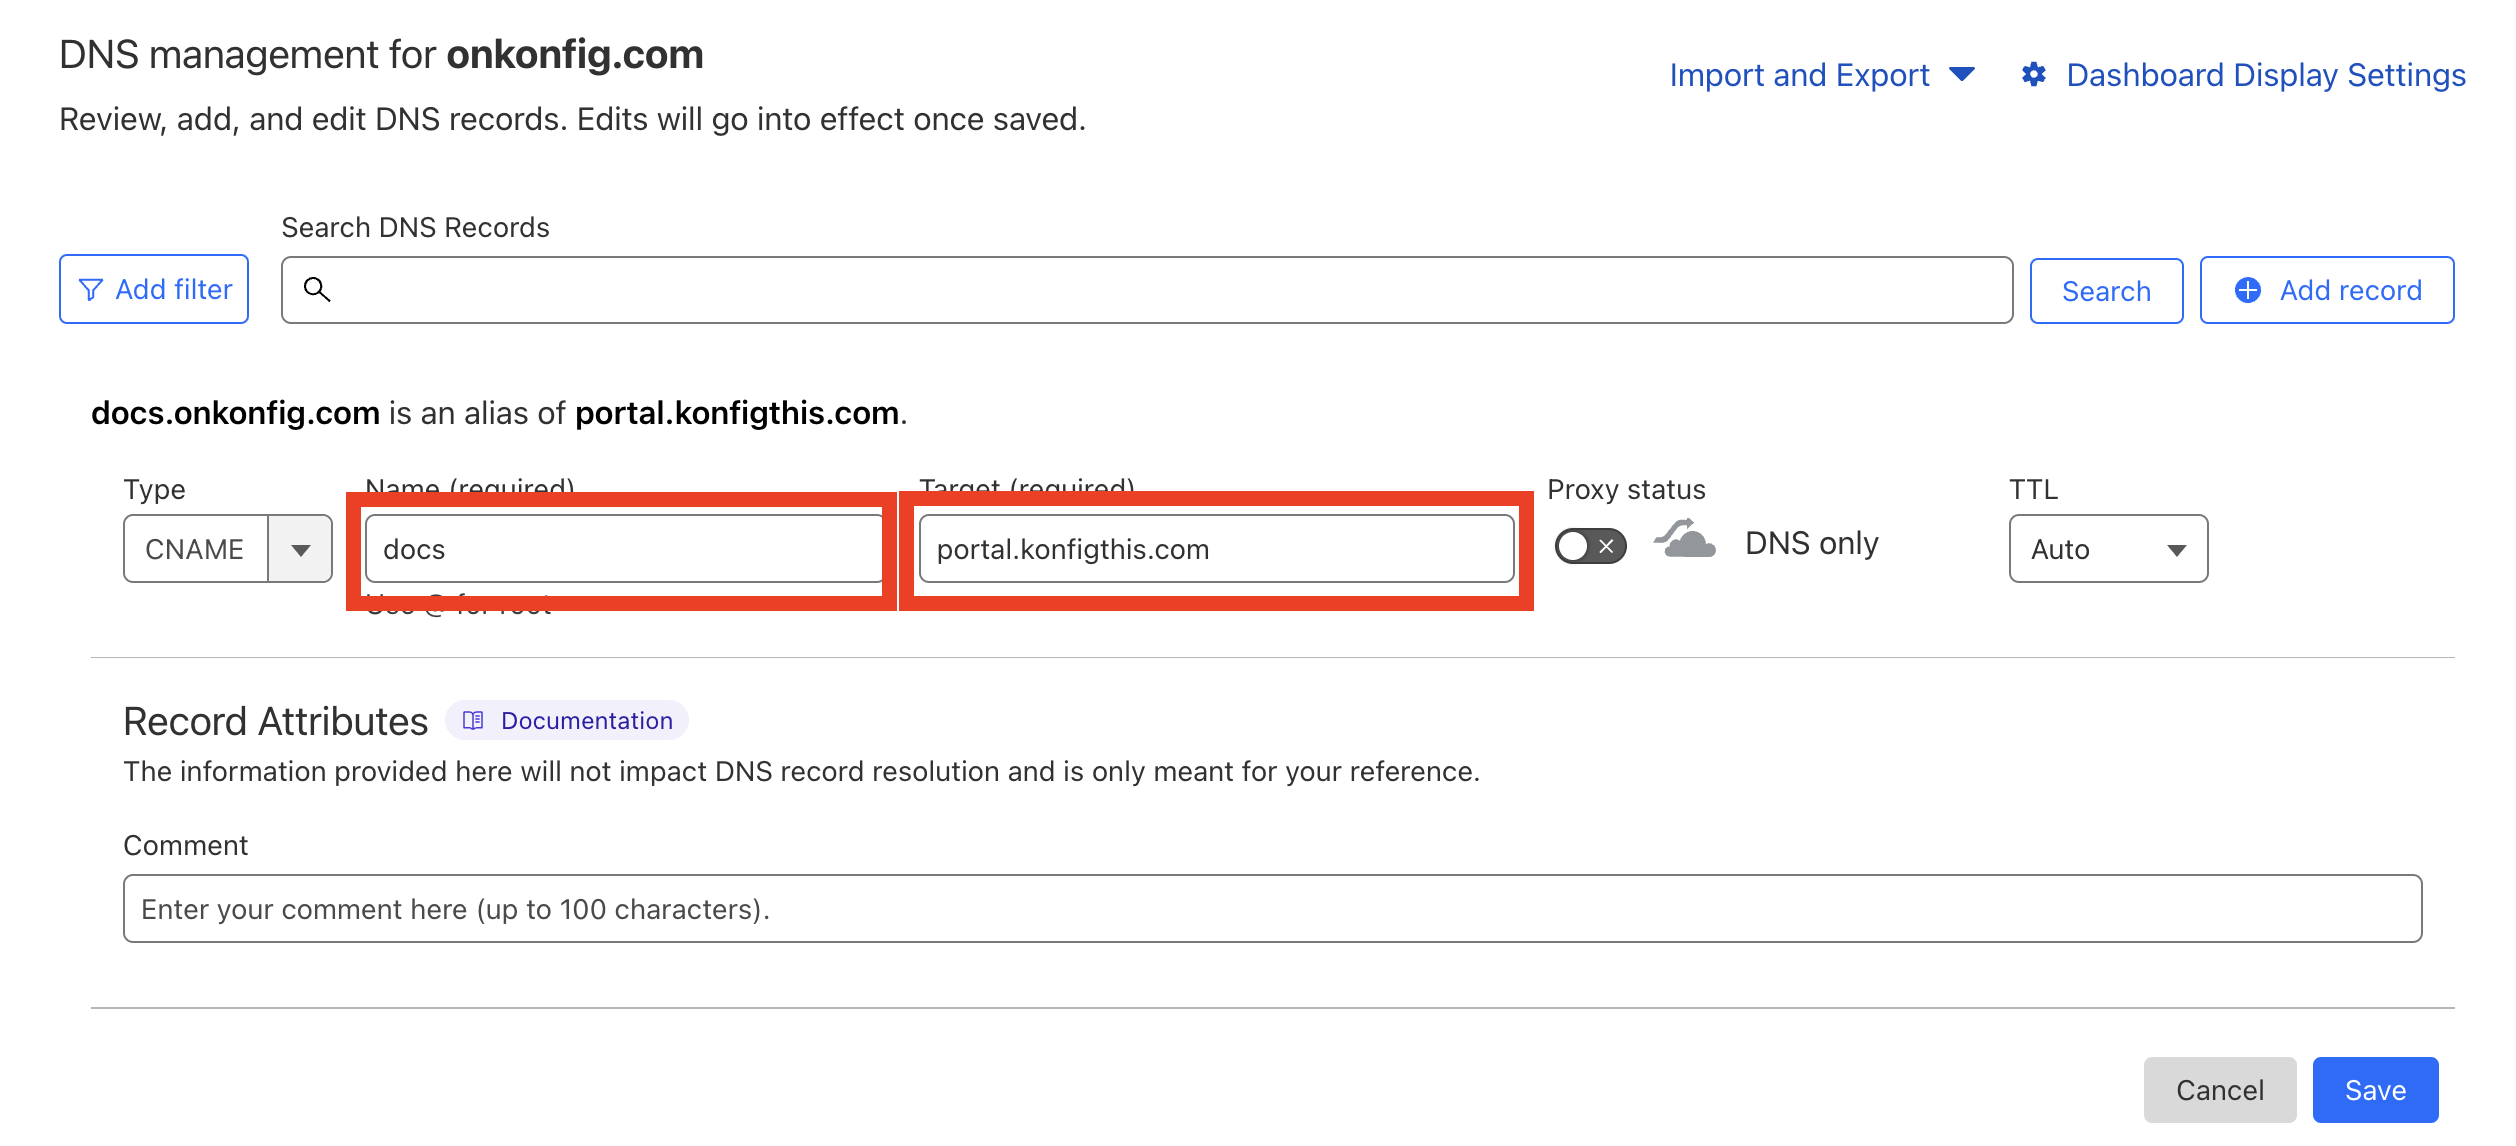 DNS management for onkonfig.com
Import and Export
Dashboard Display Settings
Review, add, and edit DNS records. Edits will go into effect once saved.
Search DNS Records
Add filter
Search
Add record
docs.onkonfig.com is an alias of portal.konfigthis.com.
Type
Name (required)
Target (required)
Proxy status
TTL
CNAME
docs
portal.konfigthis.com
DNS only
Auto
Use @ for root
Record Attributes
Documentation
The information provided here will not impact DNS record resolution and is only meant for your reference.
Comment
Enter your comment here (up to 100 characters).
Cancel
Save